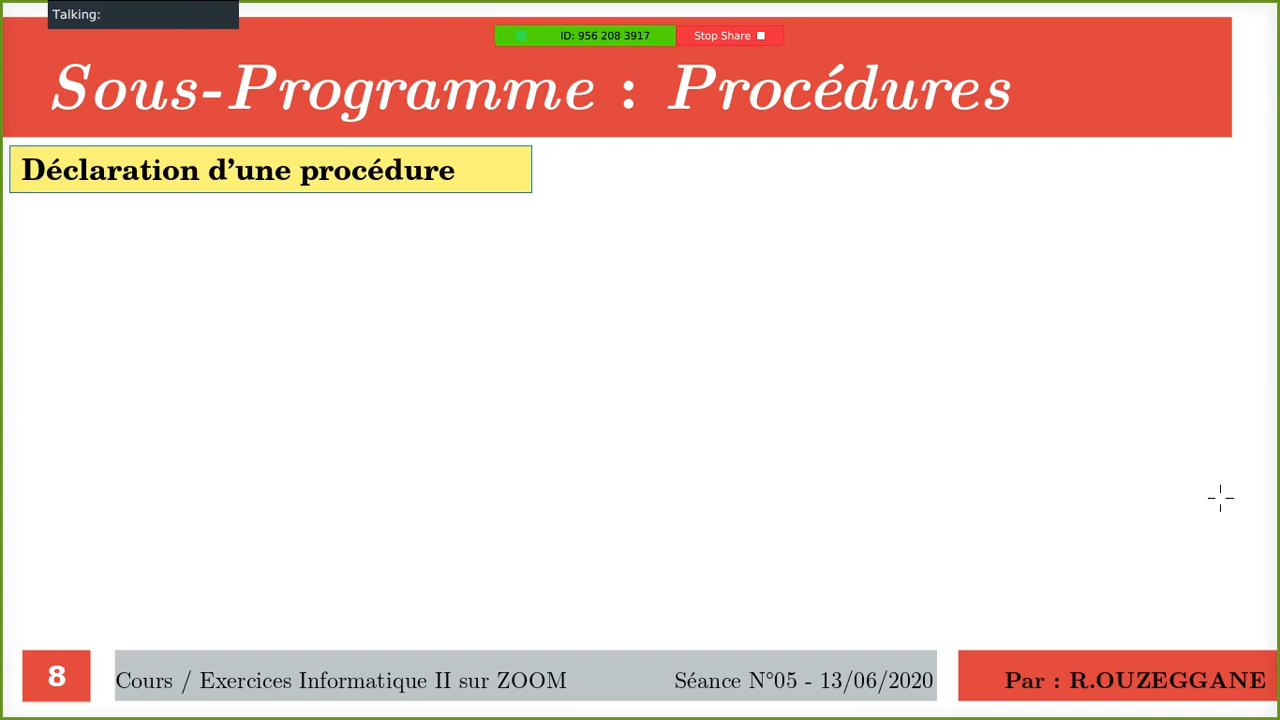 Talking:
ID: 956 208 3917 Stop Share
Sous-Programme : Procédures
Déclaration d’une procédure
8 Cours / Exercices Informatique II sur ZOOM Séance N°05 - 13/06/2020 Par : R.OUZEGGANE